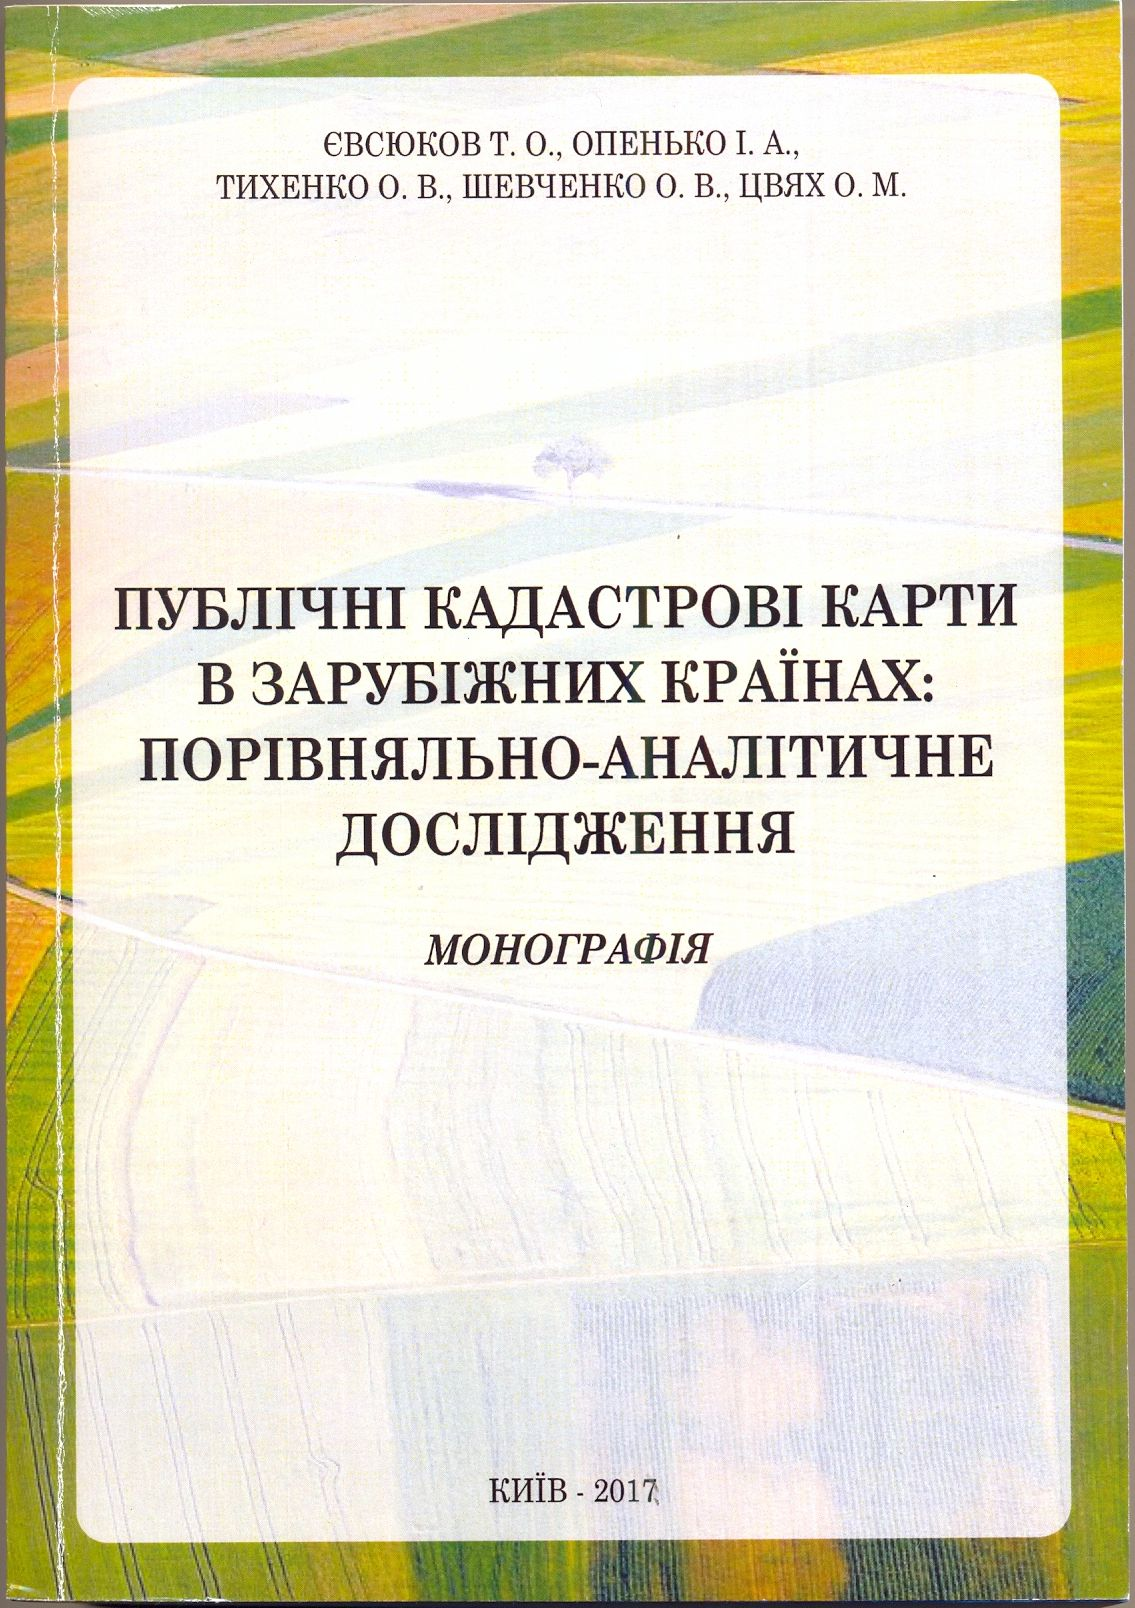 ЄВСЮКОВ Т. О., ОПЕНЬКО І. А.,
ТИХЕНКО О. В., ШЕВЧЕНКО О. В., ЦВЯХ О. М.
ПУБЛІЧНІ КАДАСТРОВІ КАРТИ
В ЗАРУБІЖНИХ КРАЇНАХ:
ПОРІВНЯЛЬНО-АНАЛІТИЧНЕ
ДОСЛІДЖЕННЯ
МОНОГРАФІЯ
КИЇВ - 2017